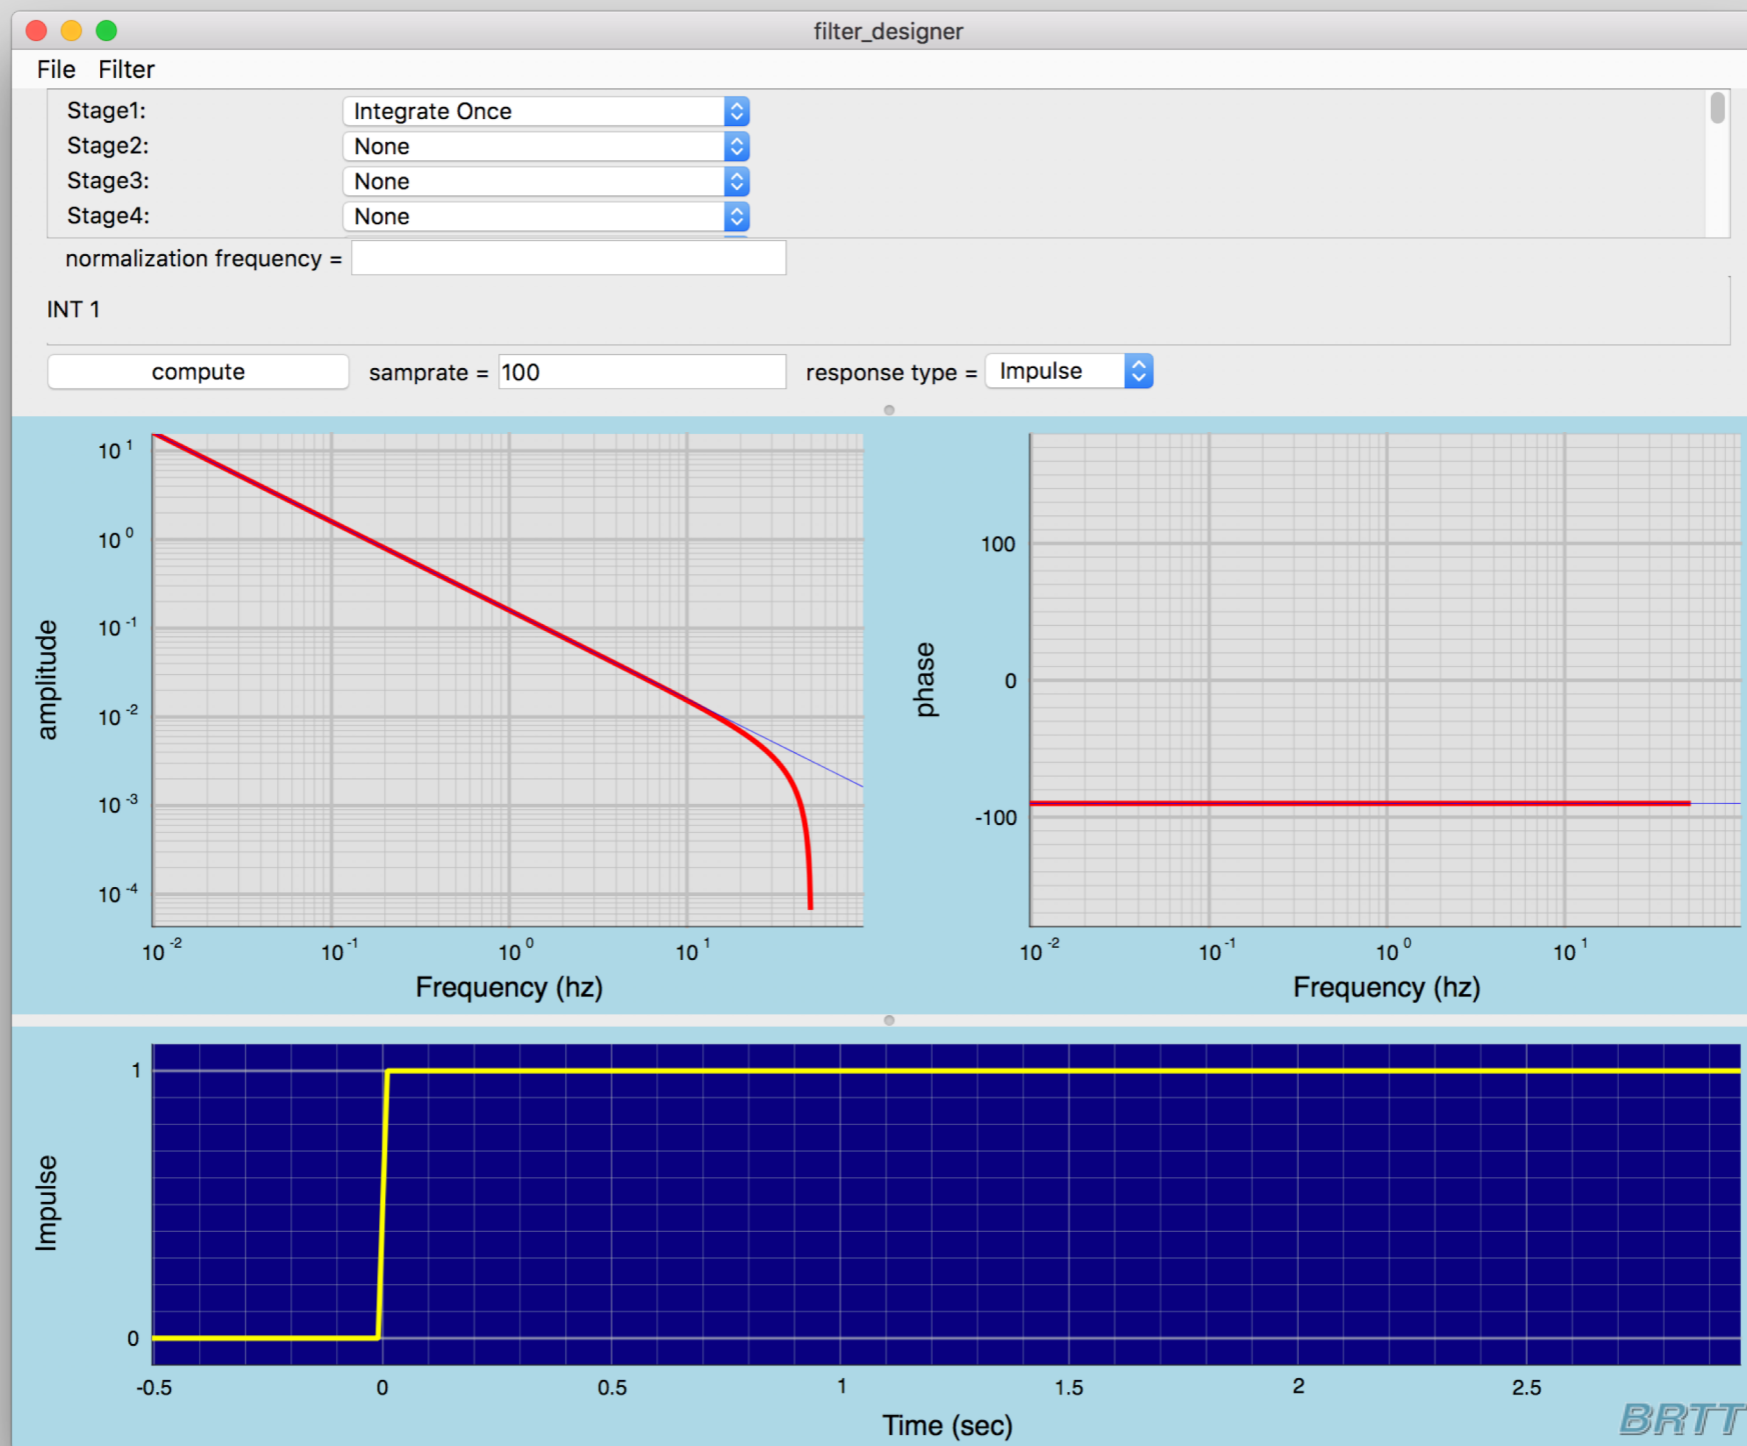 filter_designer
File Filter
Stage1: Integrate Once
Stage2: None
Stage3: None
Stage4: None
normalization frequency =
INT 1
compute samprate = 100 response type = Impulse
10 1
10 0
10 -1
10 -2
10 -3
10 -4
amplitude
10 -2 10 -1 10 0 10 1
Frequency (hz)
100
0
-100
phase
10 -2 10 -1 10 0 10 1
Frequency (hz)
1
0
Impulse
-0.5 0 0.5 1 1.5 2 2.5
Time (sec)
BRTT